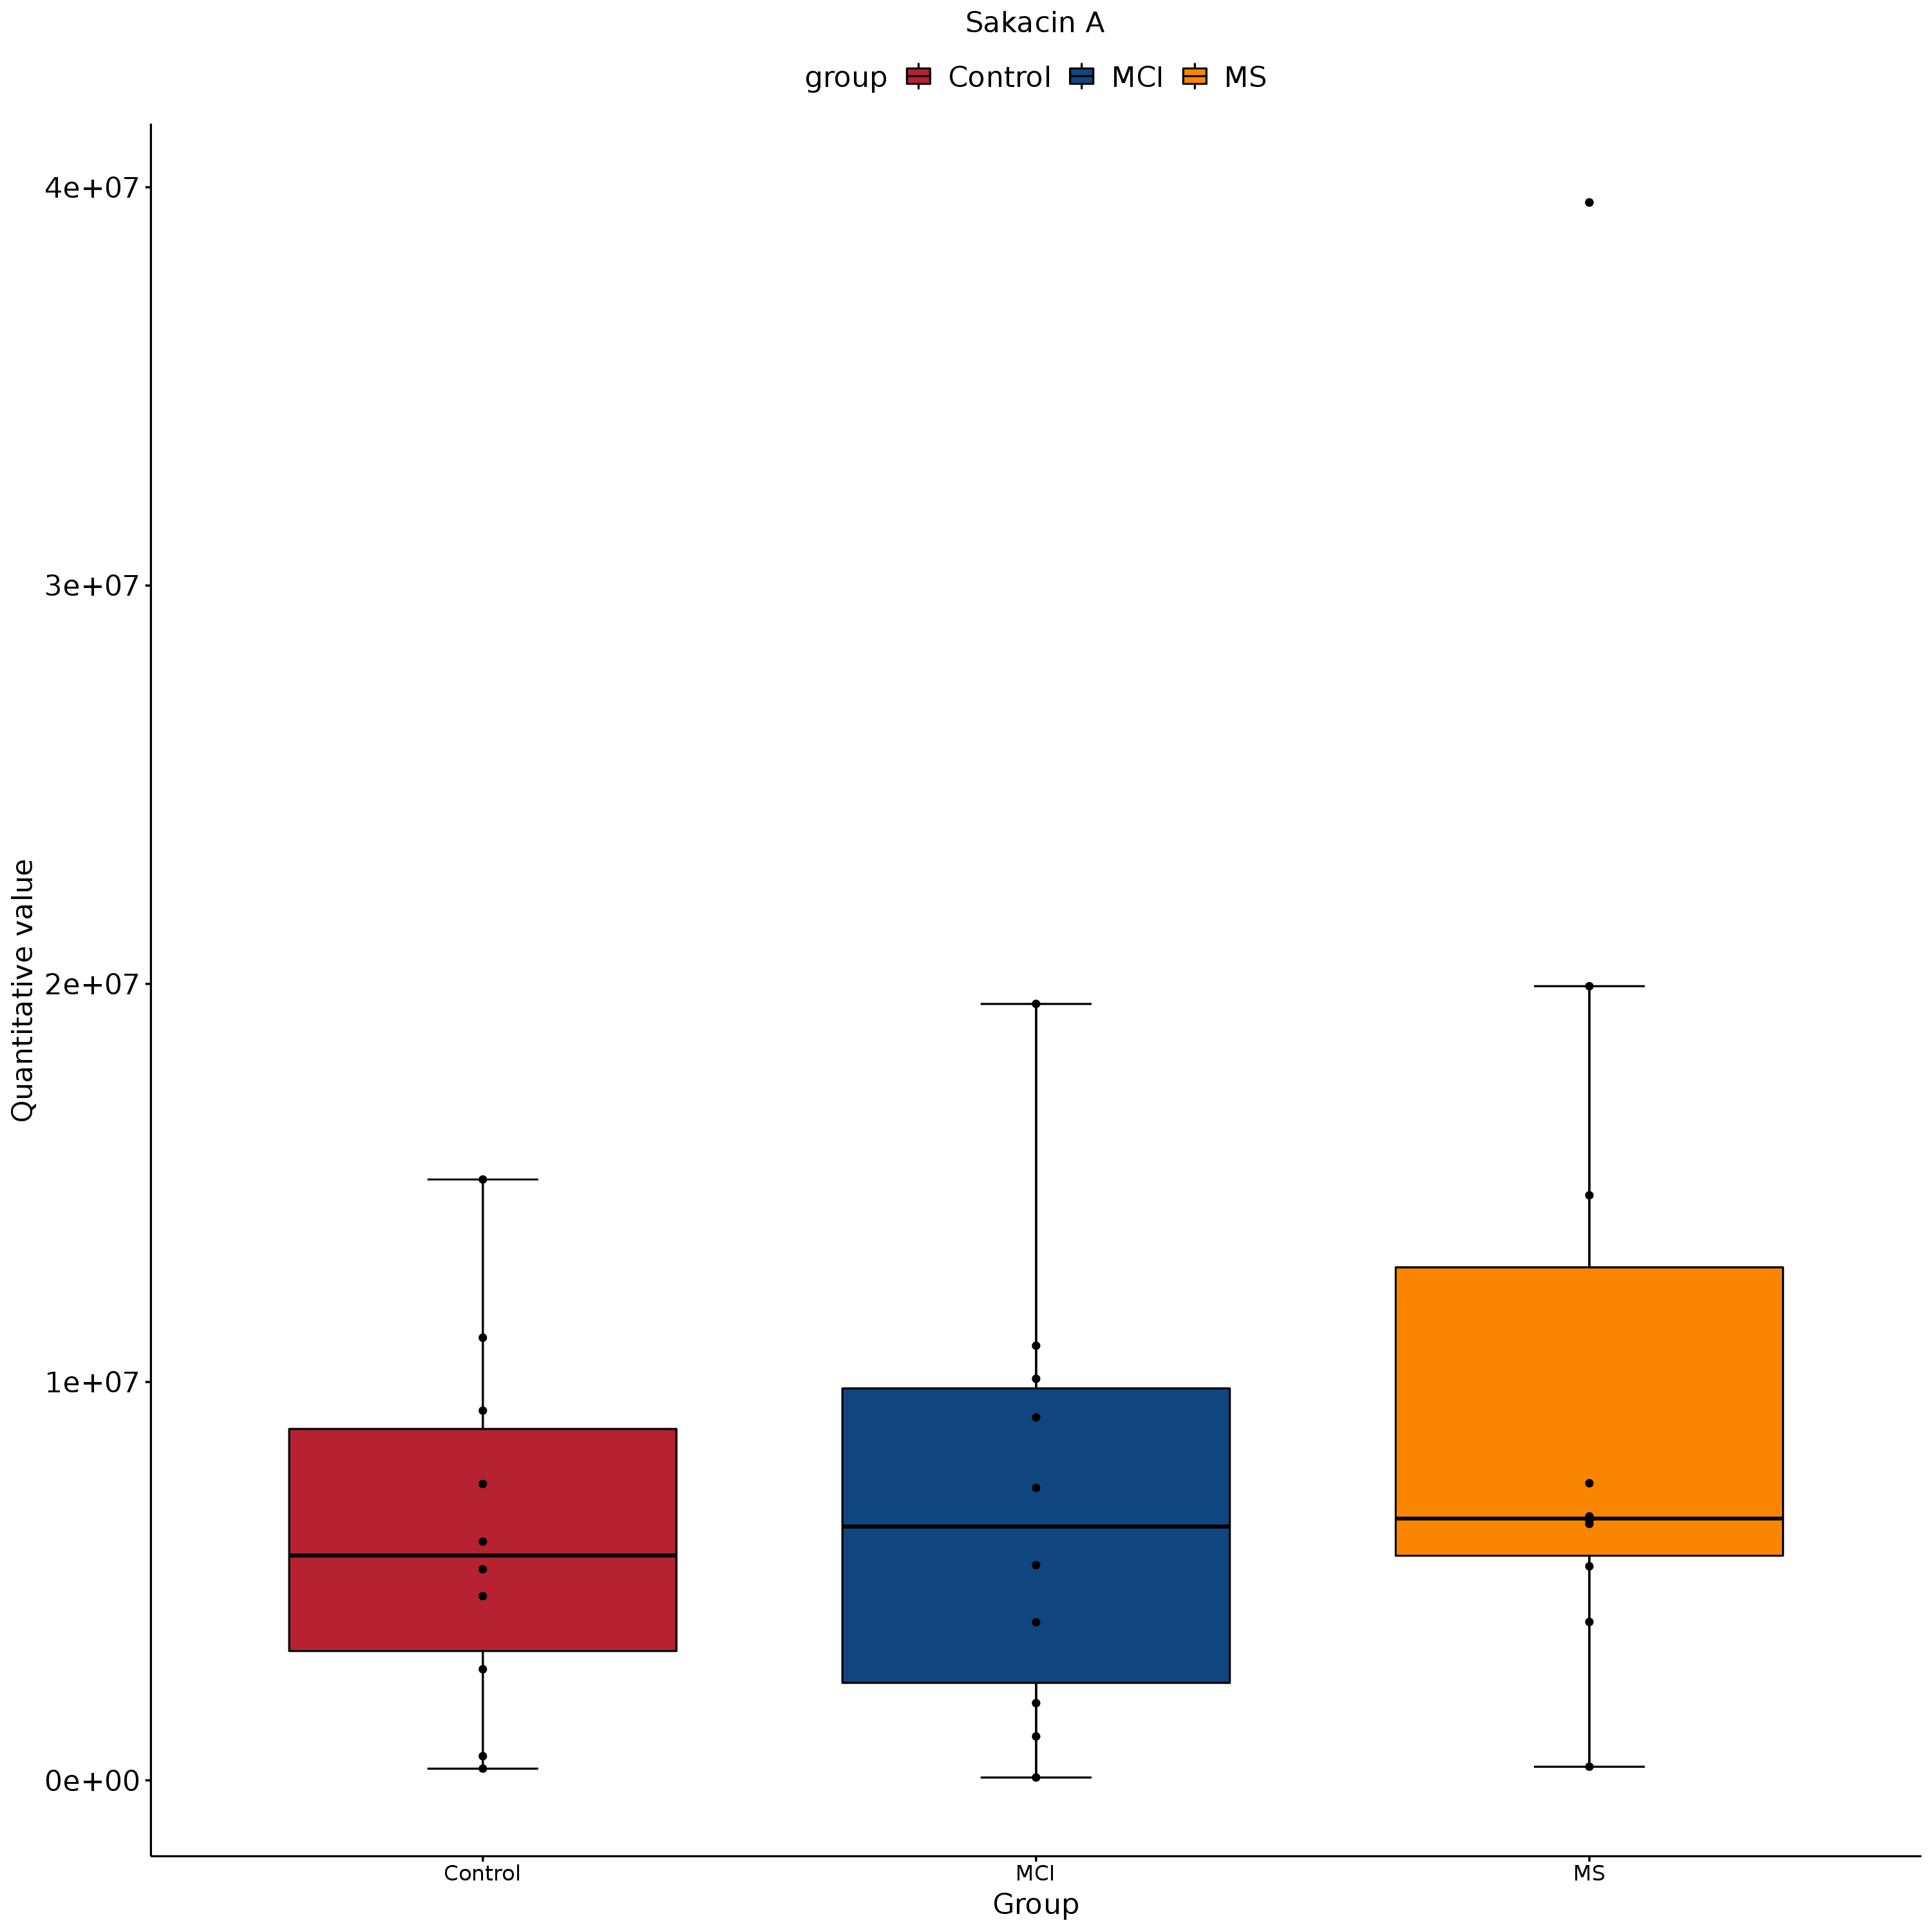 Sakacin A
group Control MCI MS
4e+07
3e+07
2e+07
1e+07
0e+00
Quantitative value
Control MCI MS
Group